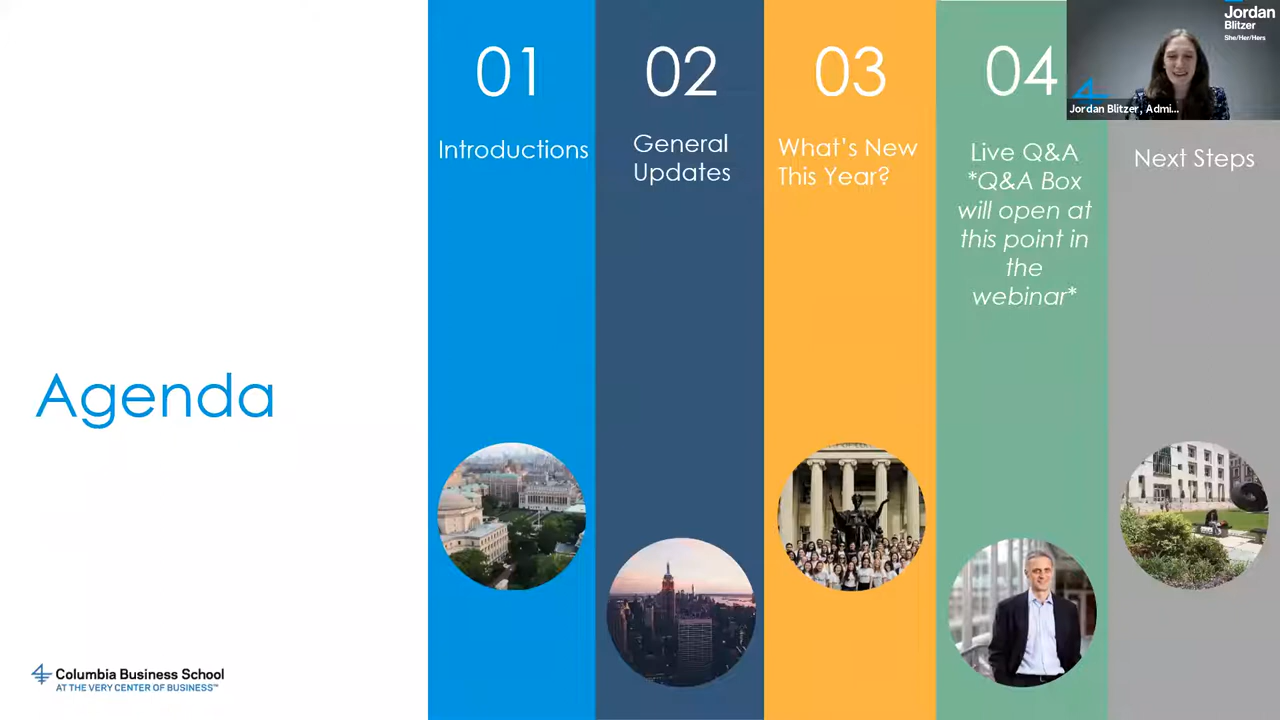 01
Introductions
02
General
Updates
03
What's New
This Year?
04
Live Q&A
*Q&A Box
will open at
this point in
the
webinar*
Next Steps
Jordan
Blitzer
She/Her/Hers
Jordan Blitzer, Admi...
Agenda
Columbia Business School
AT THE VERY CENTER OF BUSINESS™